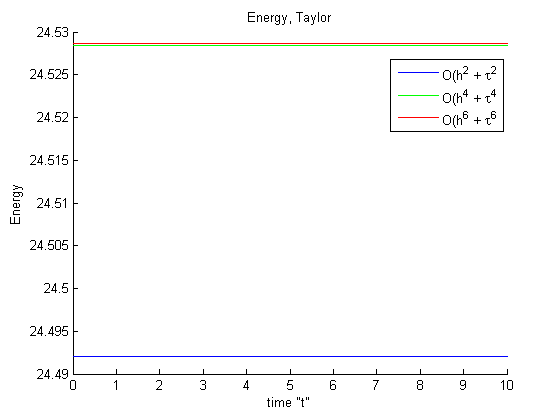 Energy, Taylor
24.53
24.525
24.52
24.515
24.51
24.505
24.5
24.495
24.49
Energy
O(h² + τ²
O(h⁴ + τ⁴
O(h⁶ + τ⁶
0 1 2 3 4 5 6 7 8 9 10
time "t"